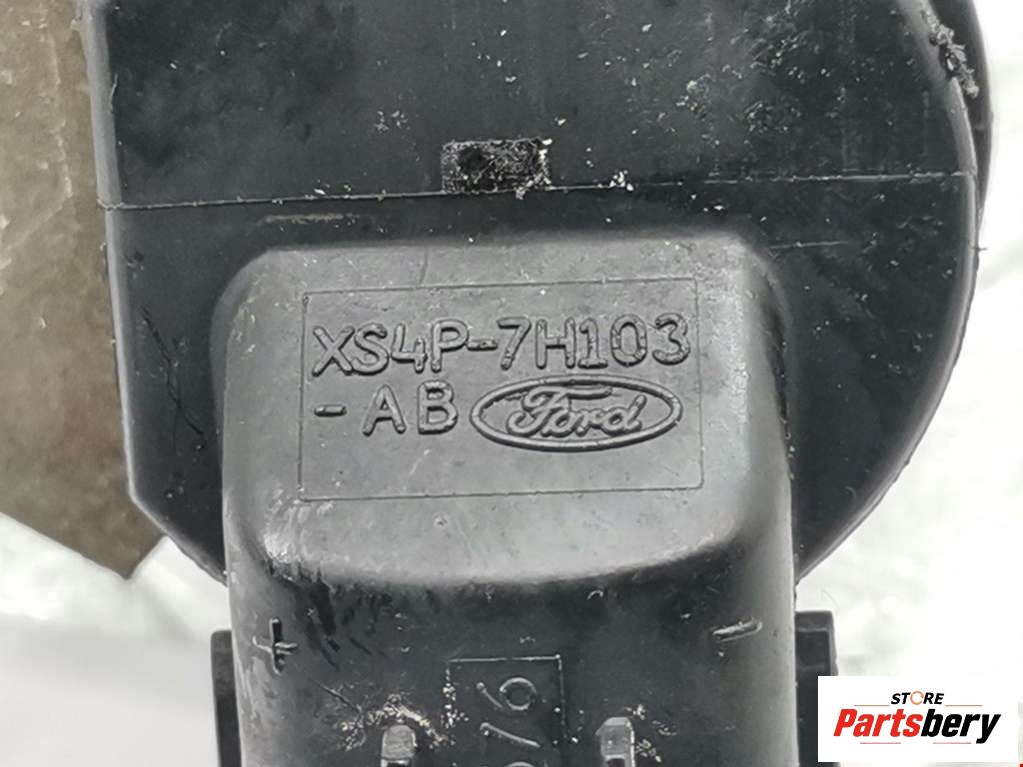 XS4P-7H103
-AB Ford
+ -
STORE
Partsbery